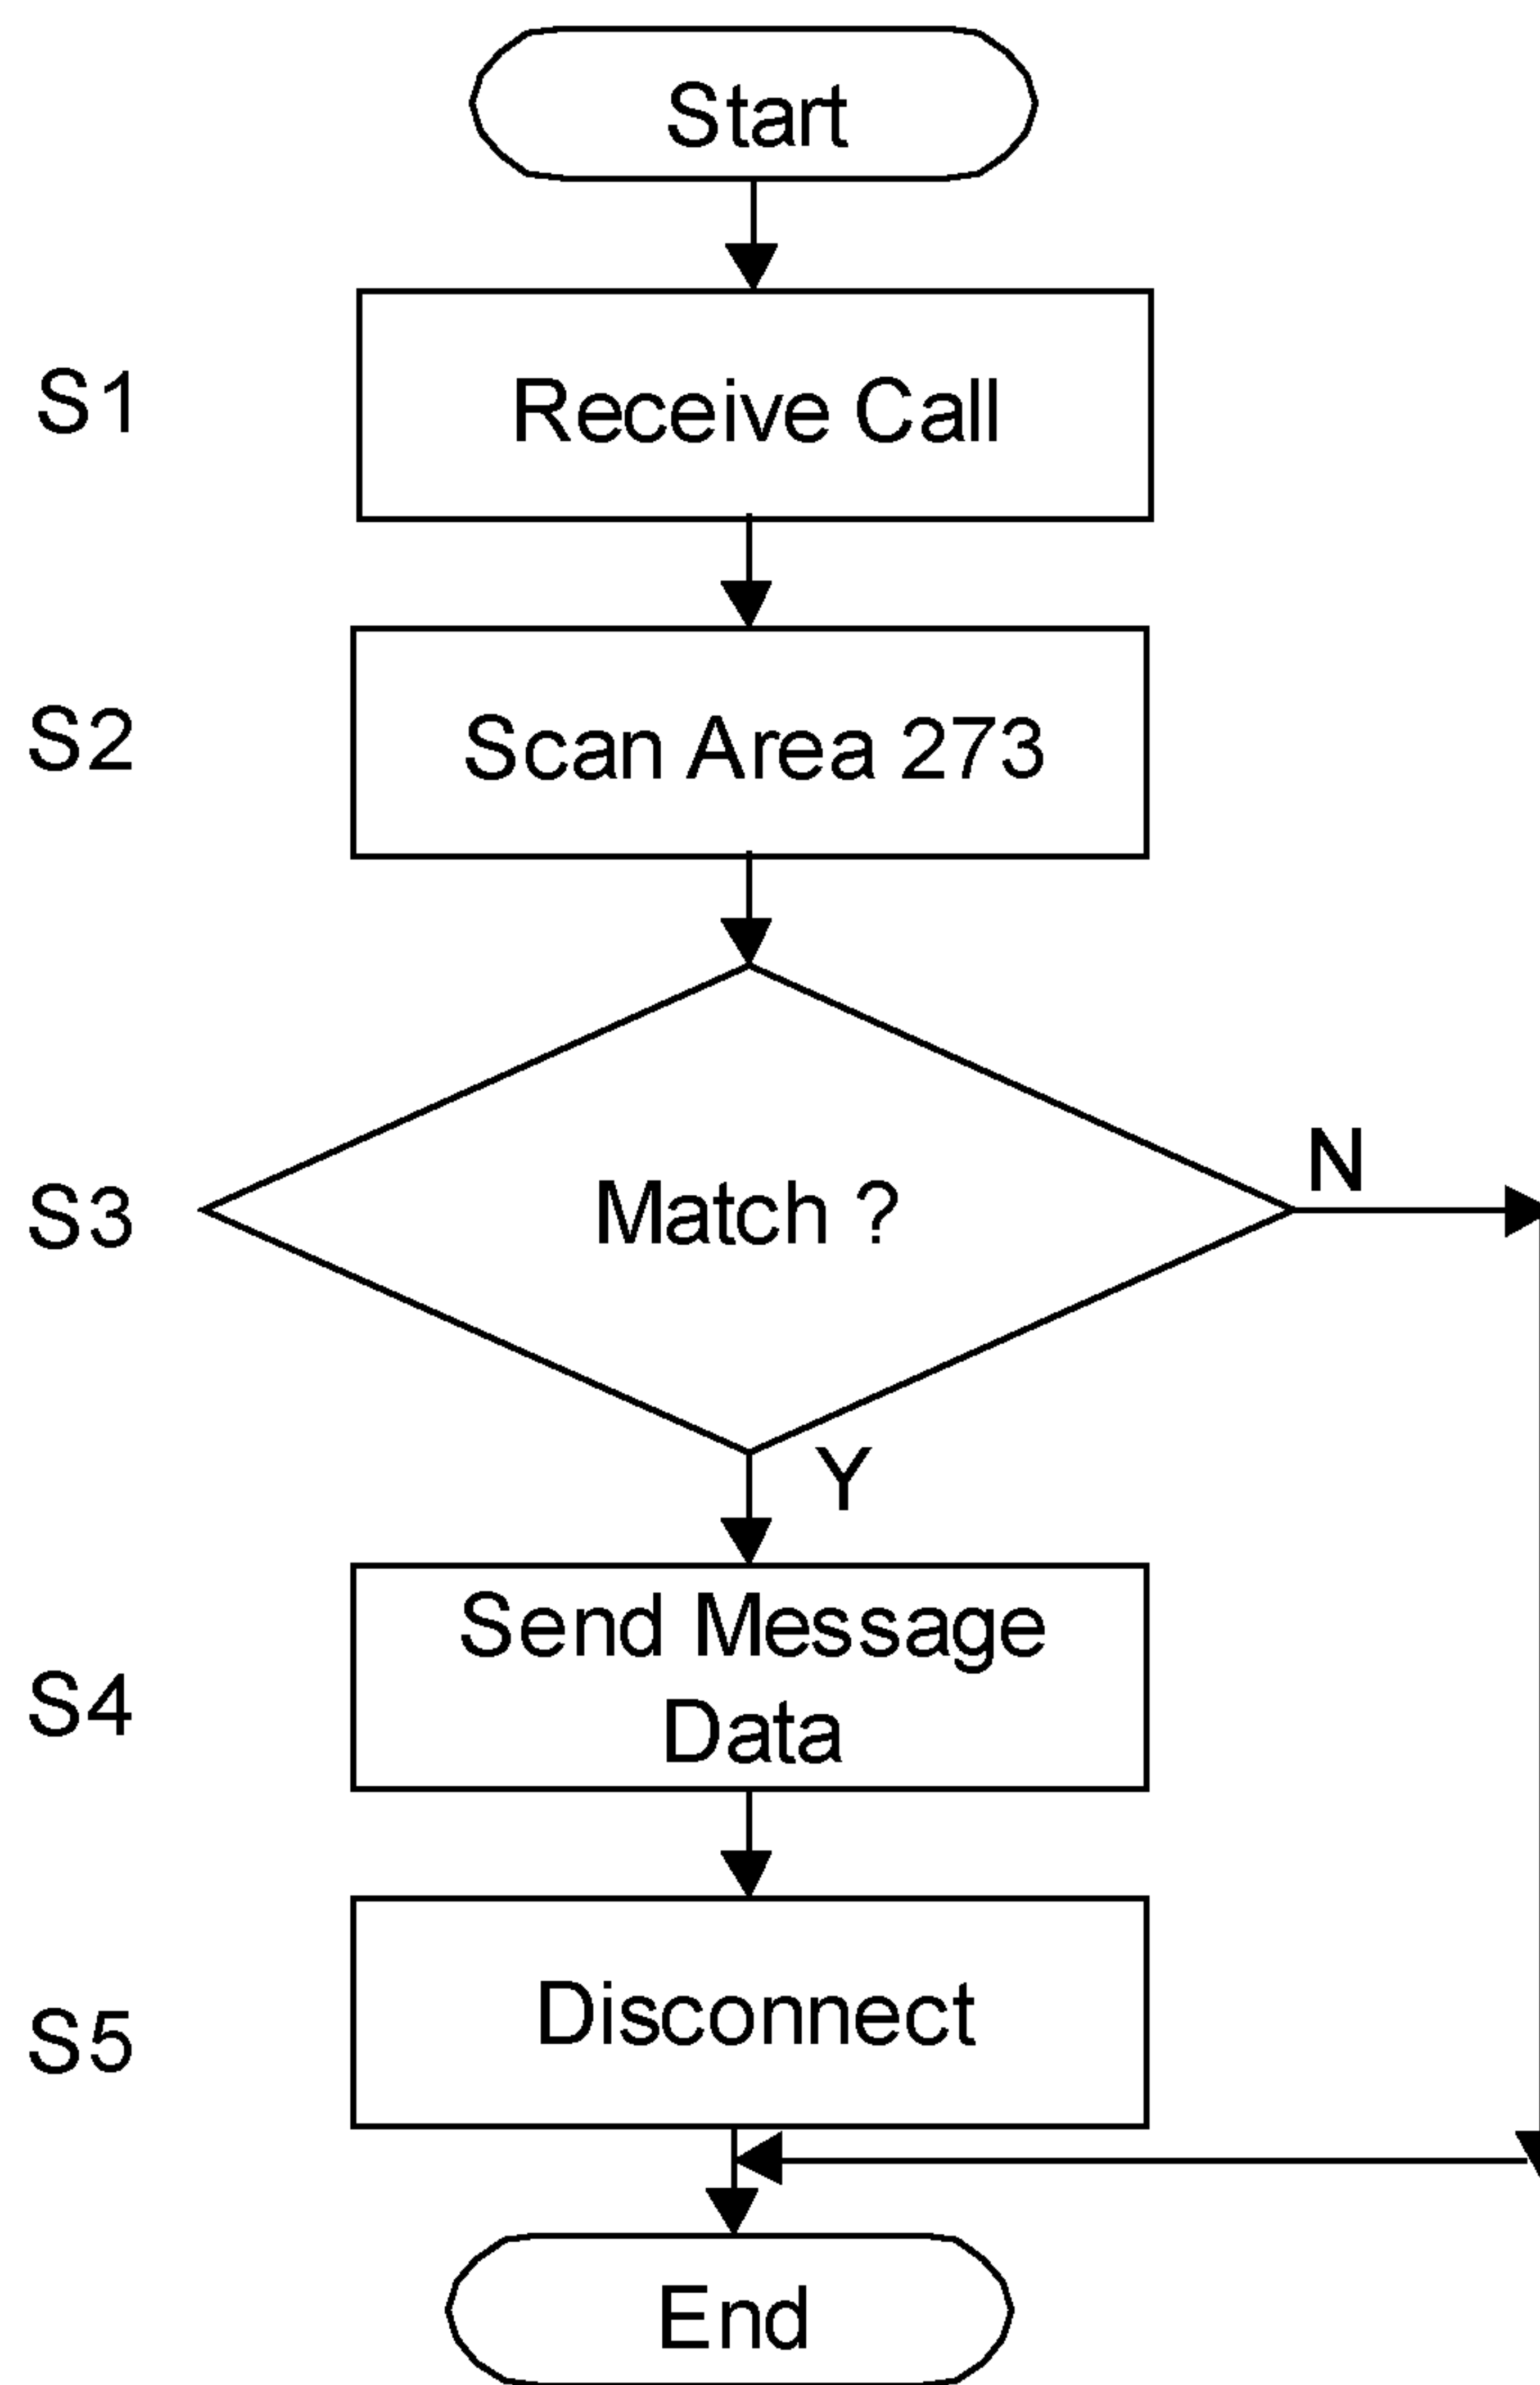 Start
S1
Receive Call
S2
Scan Area 273
S3
Match ?
N
Y
S4
Send Message
Data
S5
Disconnect
End